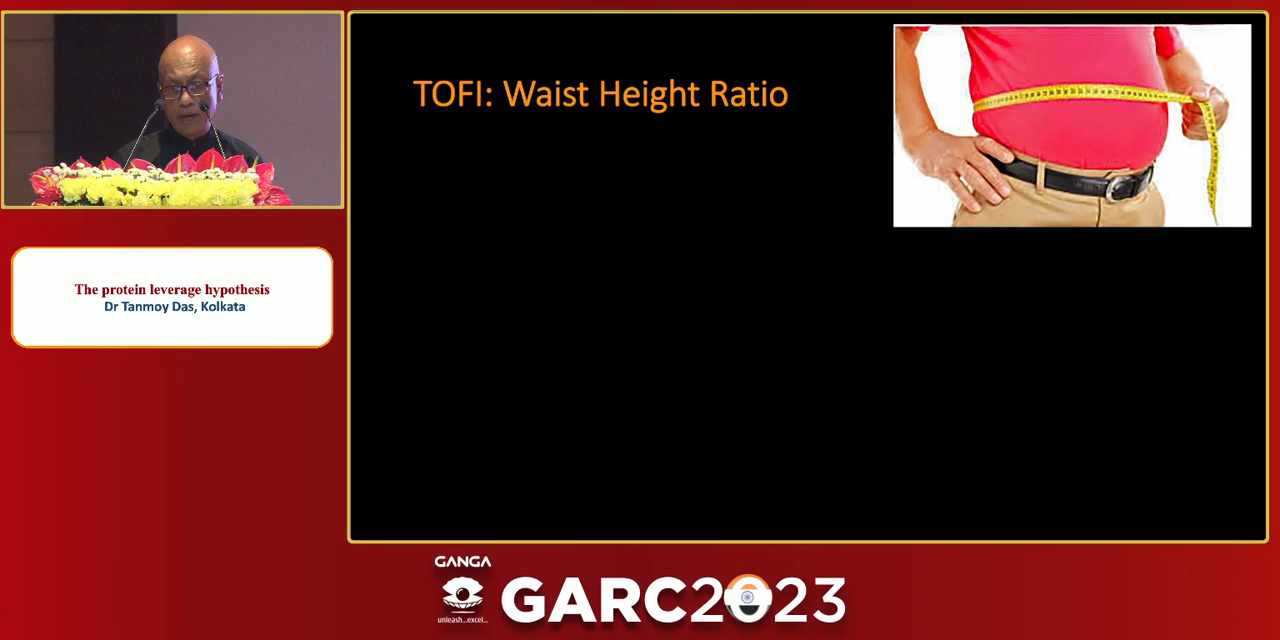 TOFI: Waist Height Ratio
The protein leverage hypothesis
Dr Tanmoy Das, Kolkata
GANGA
unleash...excel...
GARC2023